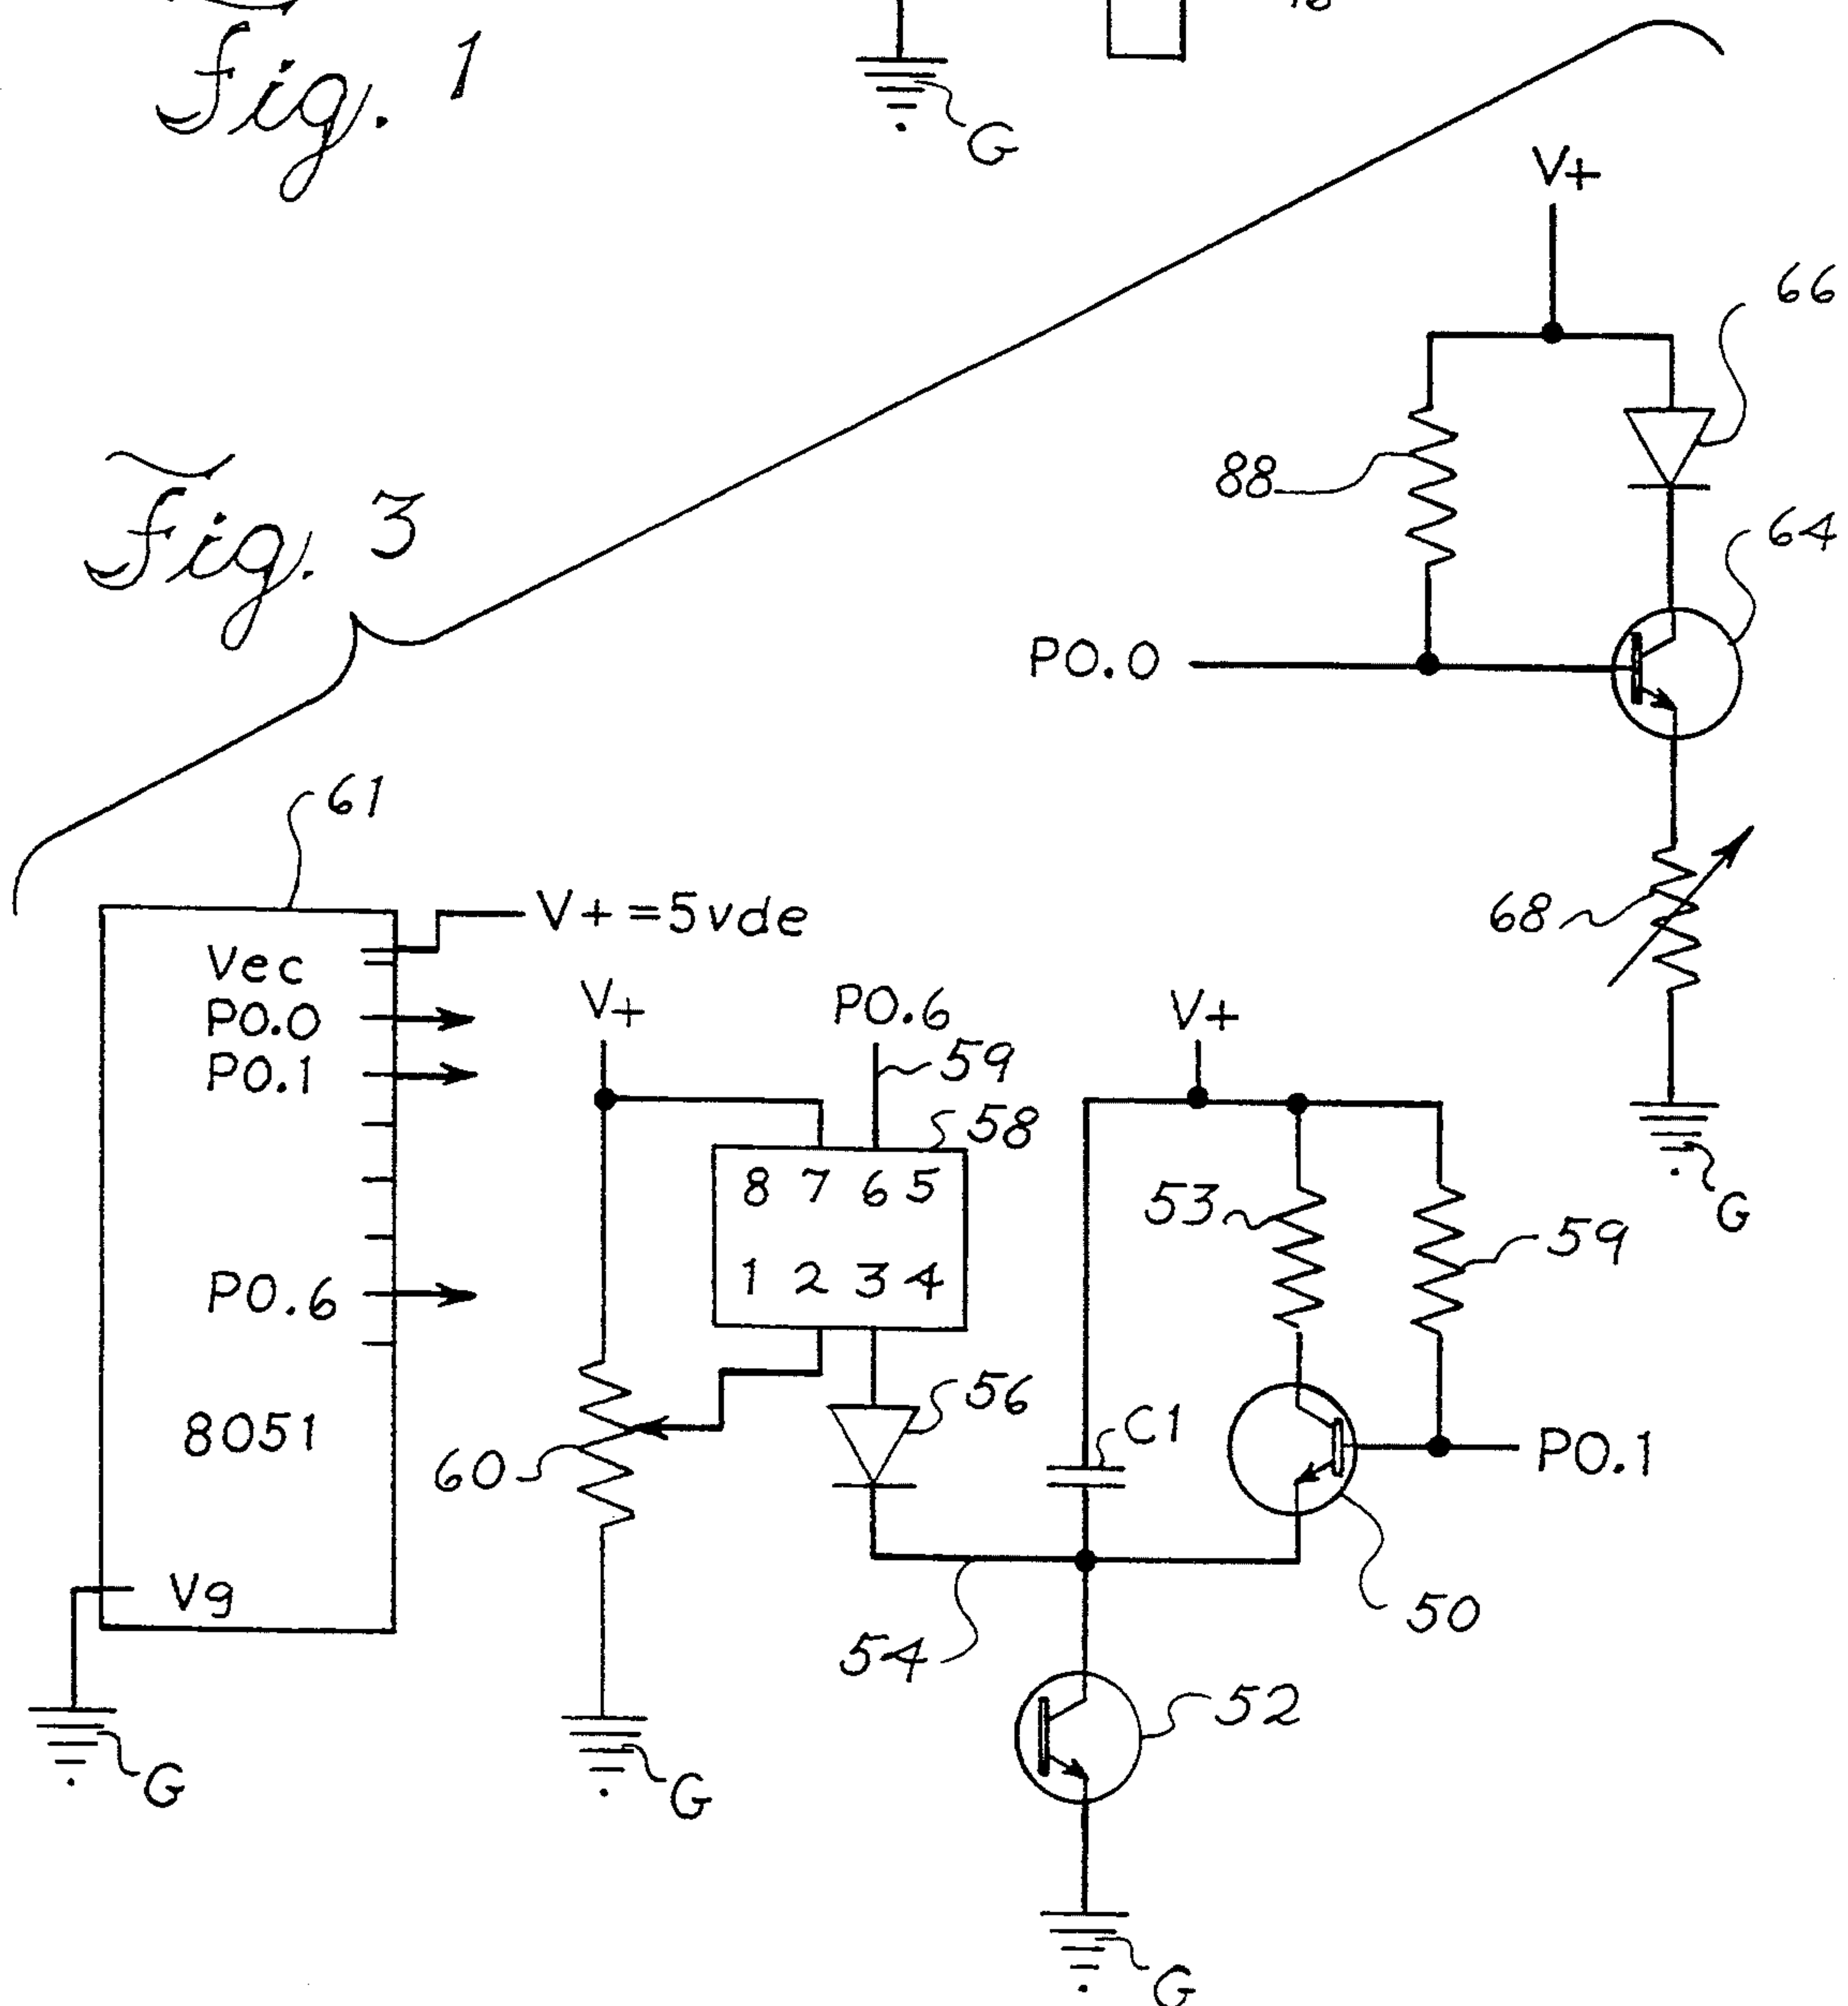 Fig. 1
G
V+
66
88
64
Fig. 3
P0.0
61
68
V+=5vde
Vec
P0.0
P0.1
V+
P0.6
59
V+
58
G
8 7 6 5
53
59
1 2 3 4
P0.6
56
C1
8051
60
P0.1
Vg
50
54
52
G
G
G